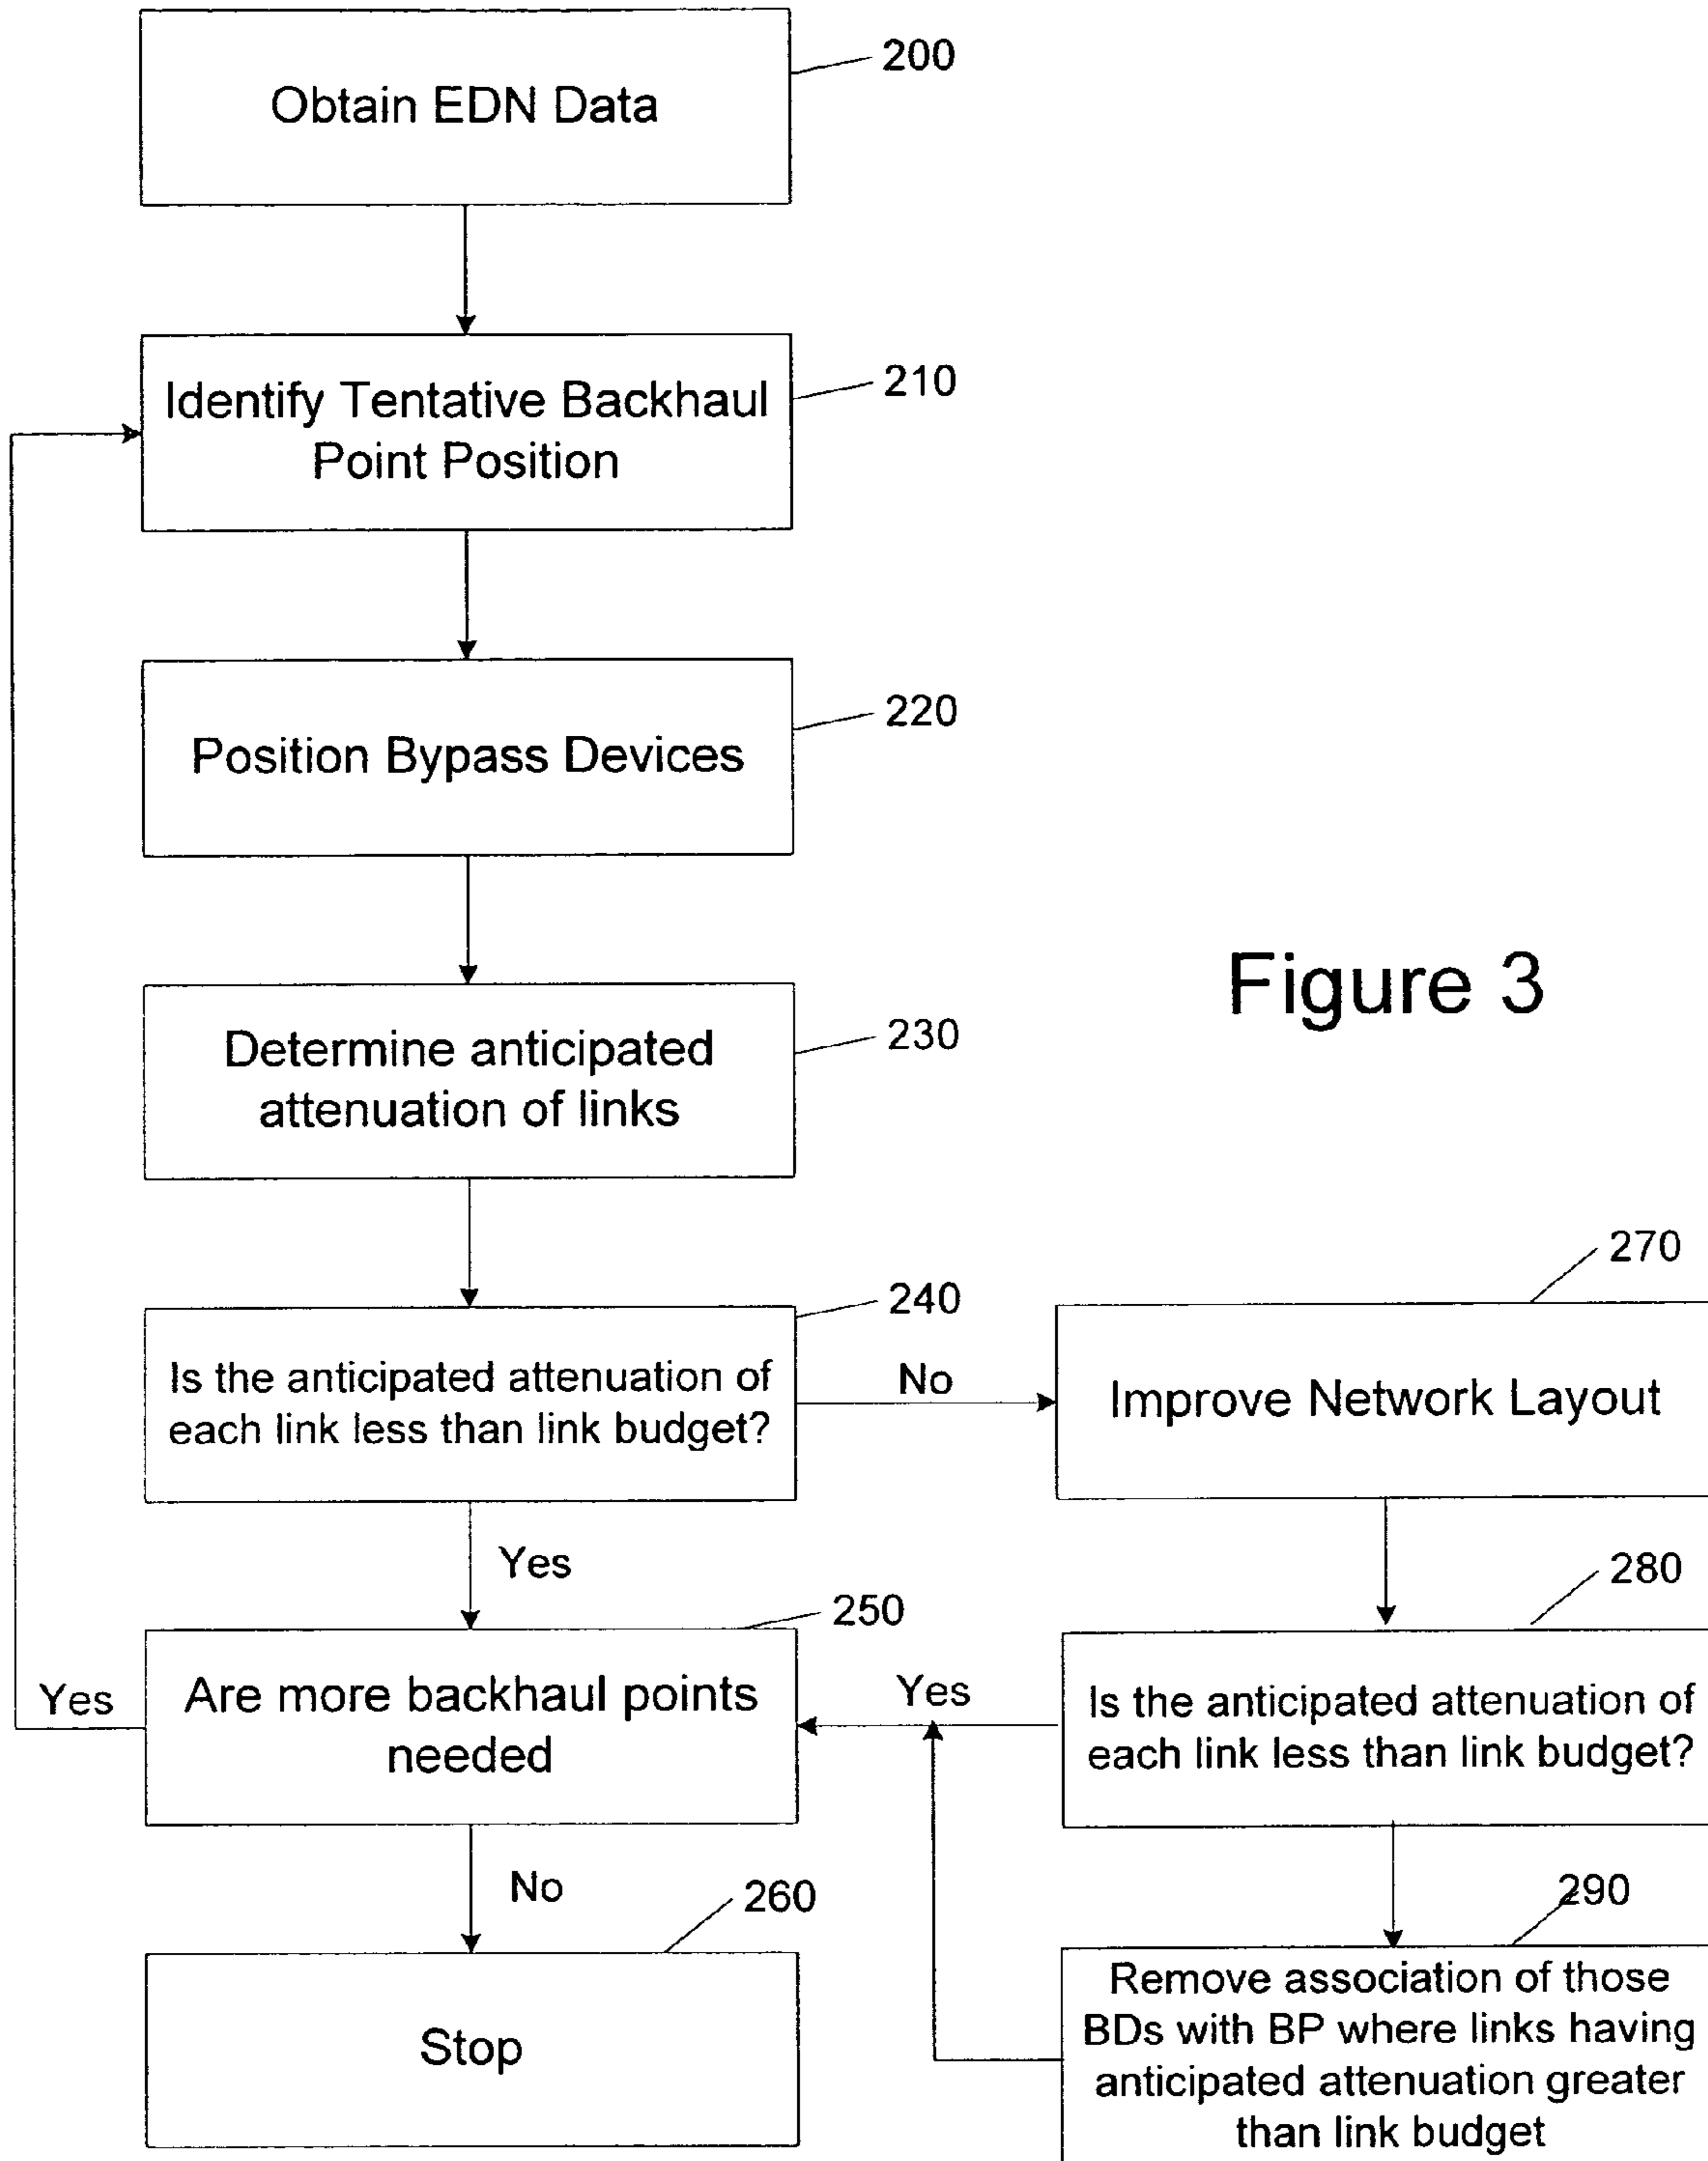 Obtain EDN Data
200
Identify Tentative Backhaul
Point Position
210
Position Bypass Devices
220
Determine anticipated
attenuation of links
230
Figure 3
Is the anticipated attenuation of
each link less than link budget?
240
No
Improve Network Layout
270
Yes
Are more backhaul points
needed
250
Yes
Yes
Is the anticipated attenuation of
each link less than link budget?
280
No
Stop
260
Remove association of those
BDs with BP where links having
anticipated attenuation greater
than link budget
290